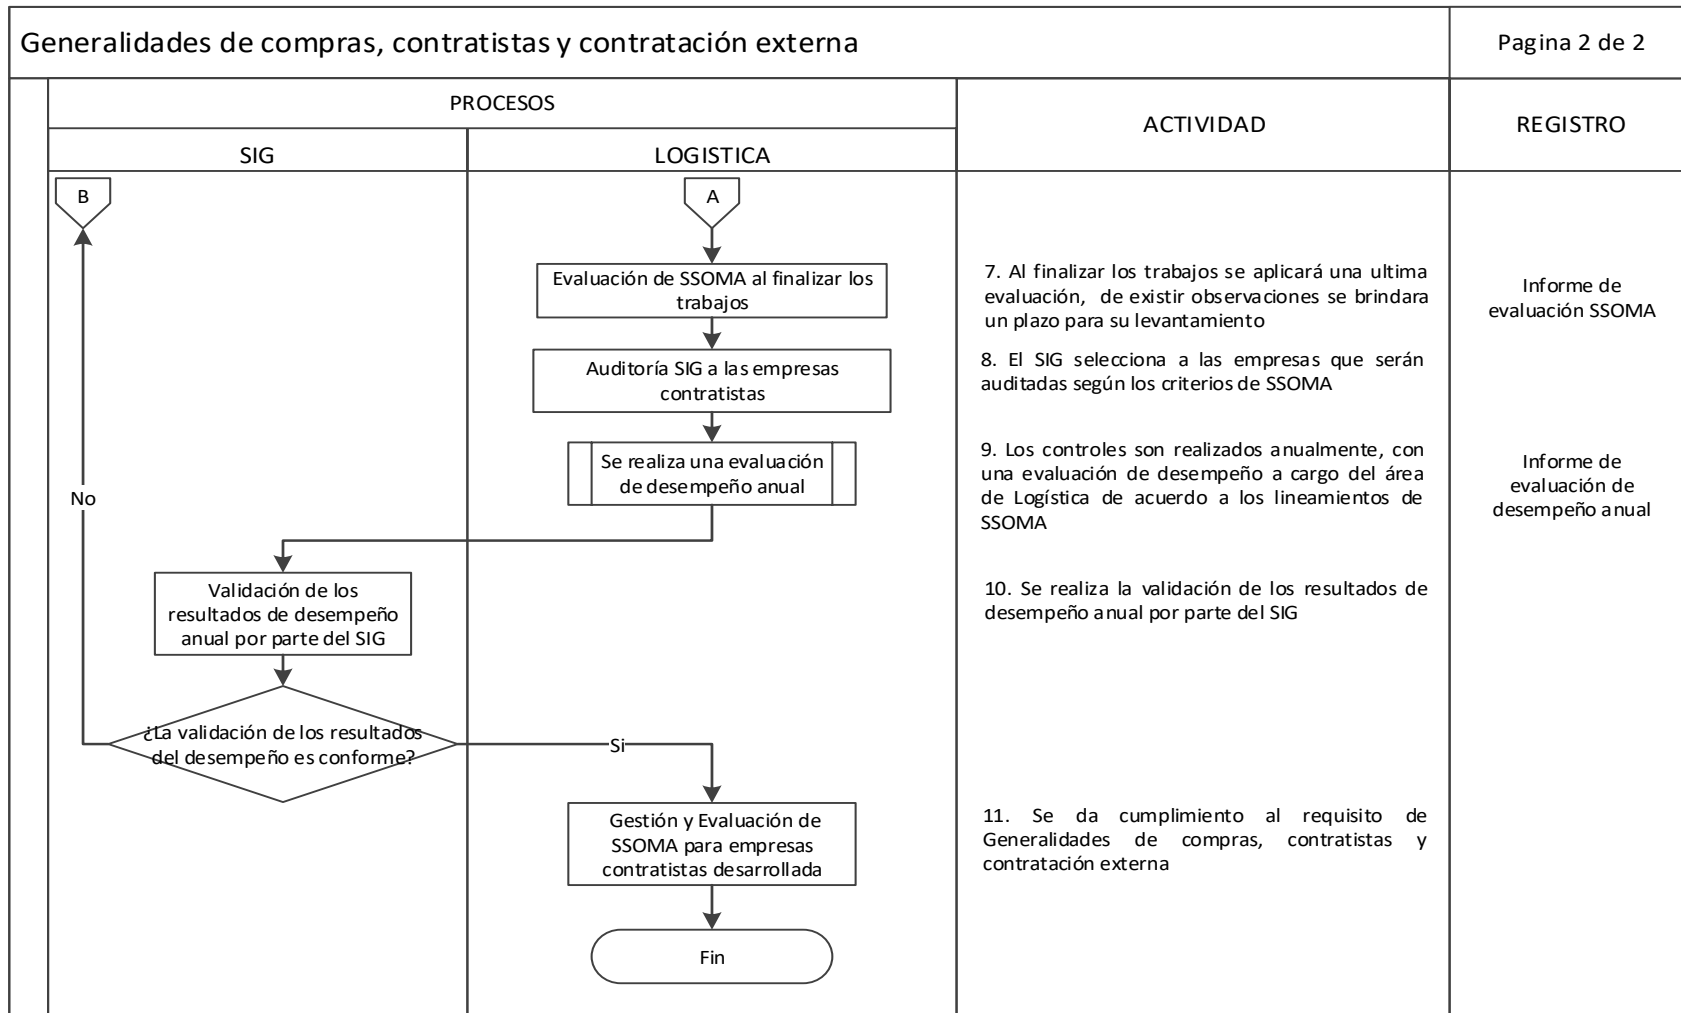 Generalidades de compras, contratistas y contratación externa
Pagina 2 de 2
PROCESOS
ACTIVIDAD
REGISTRO
SIG
LOGISTICA
B
A
Evaluación de SSOMA al finalizar los
trabajos
7. Al finalizar los trabajos se aplicará una ultima
evaluación, de existir observaciones se brindara
un plazo para su levantamiento
Informe de
evaluación SSOMA
Auditoría SIG a las empresas
contratistas
8. El SIG selecciona a las empresas que serán
auditadas según los criterios de SSOMA
Se realiza una evaluación
de desempeño anual
9. Los controles son realizados anualmente, con
una evaluación de desempeño a cargo del área
de Logística de acuerdo a los lineamientos de
SSOMA
Informe de
evaluación de
desempeño anual
No
Validación de los
resultados de desempeño
anual por parte del SIG
10. Se realiza la validación de los resultados de
desempeño anual por parte del SIG
¿La validación de los resultados
del desempeño es conforme?
Si
Gestión y Evaluación de
SSOMA para empresas
contratistas desarrollada
11. Se da cumplimiento al requisito de
Generalidades de compras, contratistas y
contratación externa
Fin